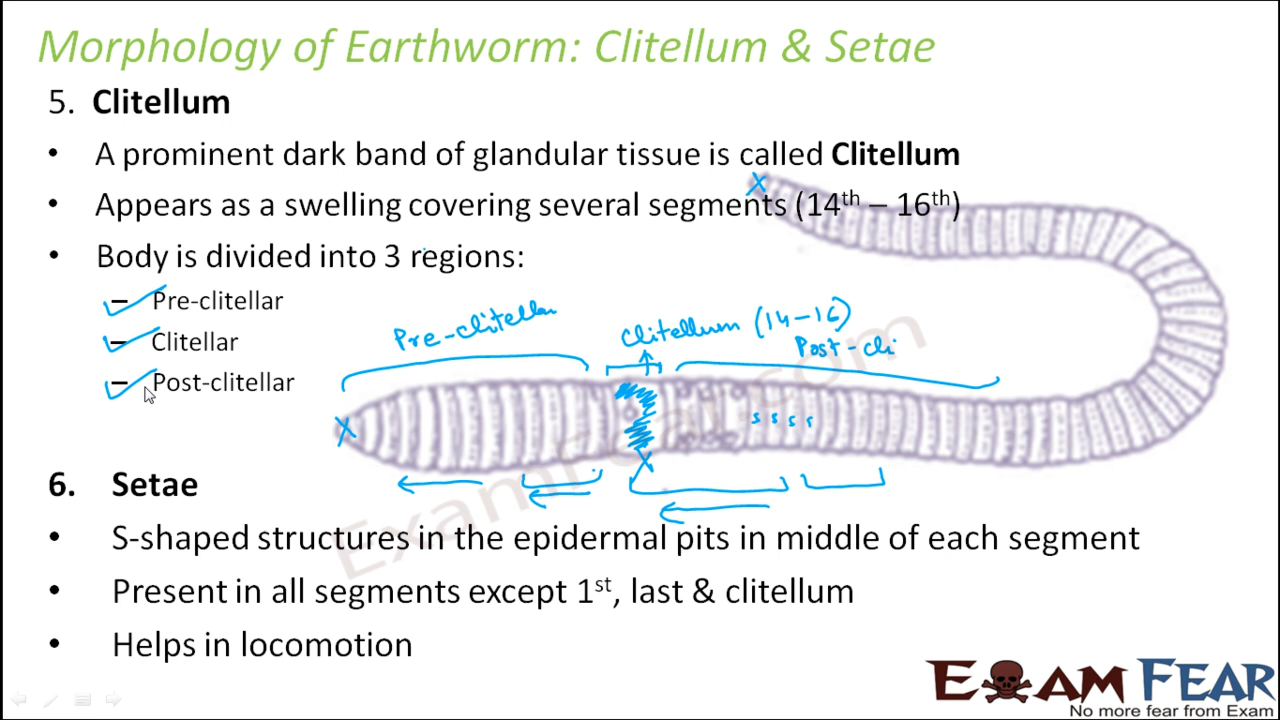 Morphology of Earthworm: Clitellum & Setae
5. Clitellum
• A prominent dark band of glandular tissue is called Clitellum
• Appears as a swelling covering several segments (14th – 16th)
• Body is divided into 3 regions:
– Pre-clitellar
– Clitellar
– Post-clitellar
Pre-clitellar
Clitellum (14-16)
Post-cli
x
x
s s s s
x
ExamFear.com
6. Setae
• S-shaped structures in the epidermal pits in middle of each segment
• Present in all segments except 1st, last & clitellum
• Helps in locomotion
EXAM FEAR
No more fear from Exam